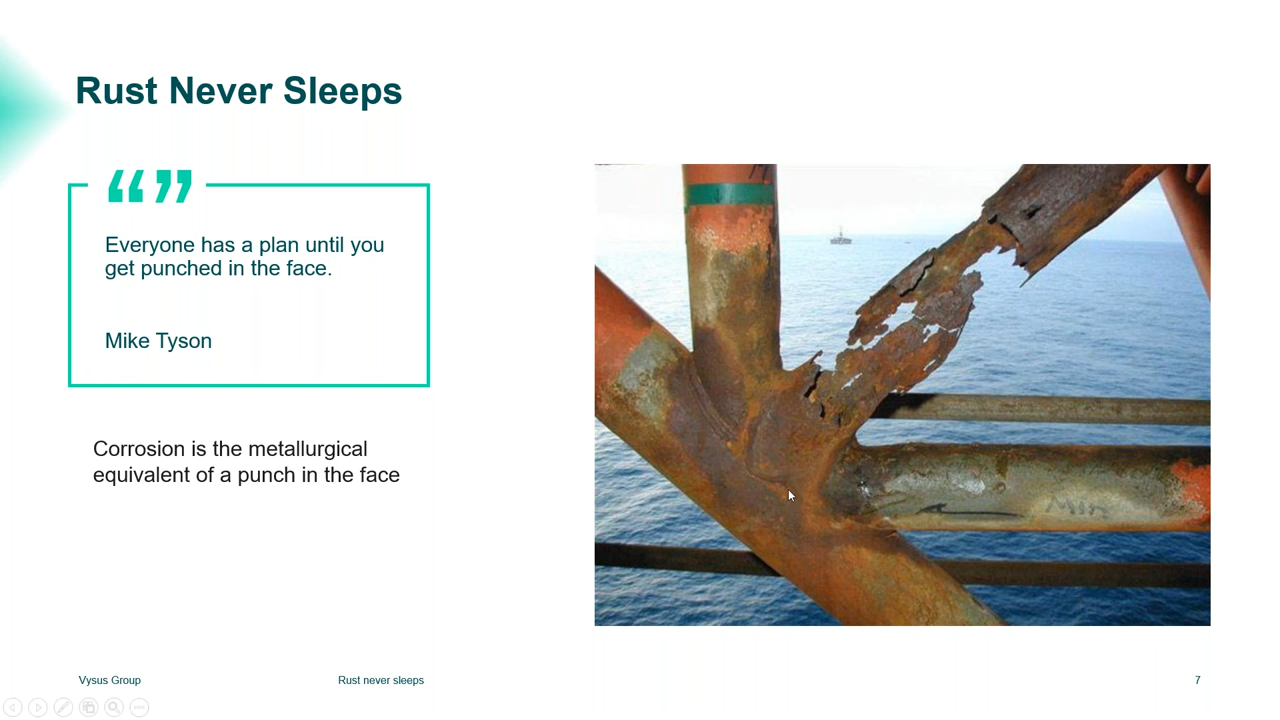 Rust Never Sleeps
“”
Everyone has a plan until you
get punched in the face.
Mike Tyson
Corrosion is the metallurgical
equivalent of a punch in the face
Vysus Group
Rust never sleeps
7